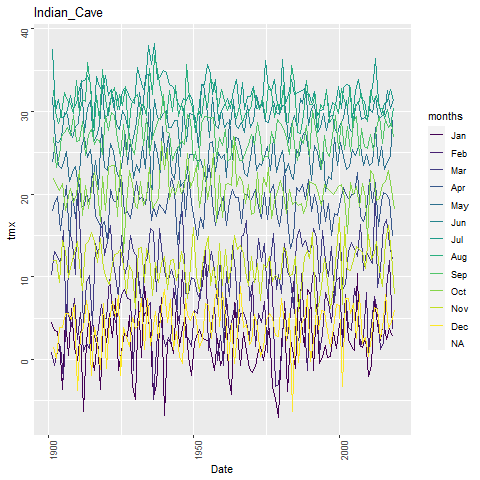 Indian_Cave
40
30
20
10
0
tmx
1900
1950
2000
Date
months
Jan
Feb
Mar
Apr
May
Jun
Jul
Aug
Sep
Oct
Nov
Dec
NA